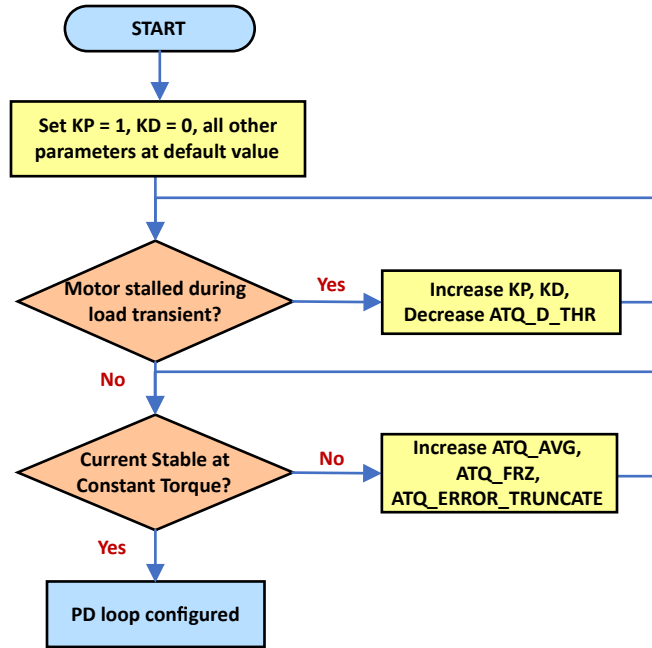 START
Set KP = 1, KD = 0, all other
parameters at default value
Motor stalled during
load transient?
Yes
Increase KP, KD,
Decrease ATQ_D_THR
No
Current Stable at
Constant Torque?
No
Increase ATQ_AVG,
ATQ_FRZ,
ATQ_ERROR_TRUNCATE
Yes
PD loop configured